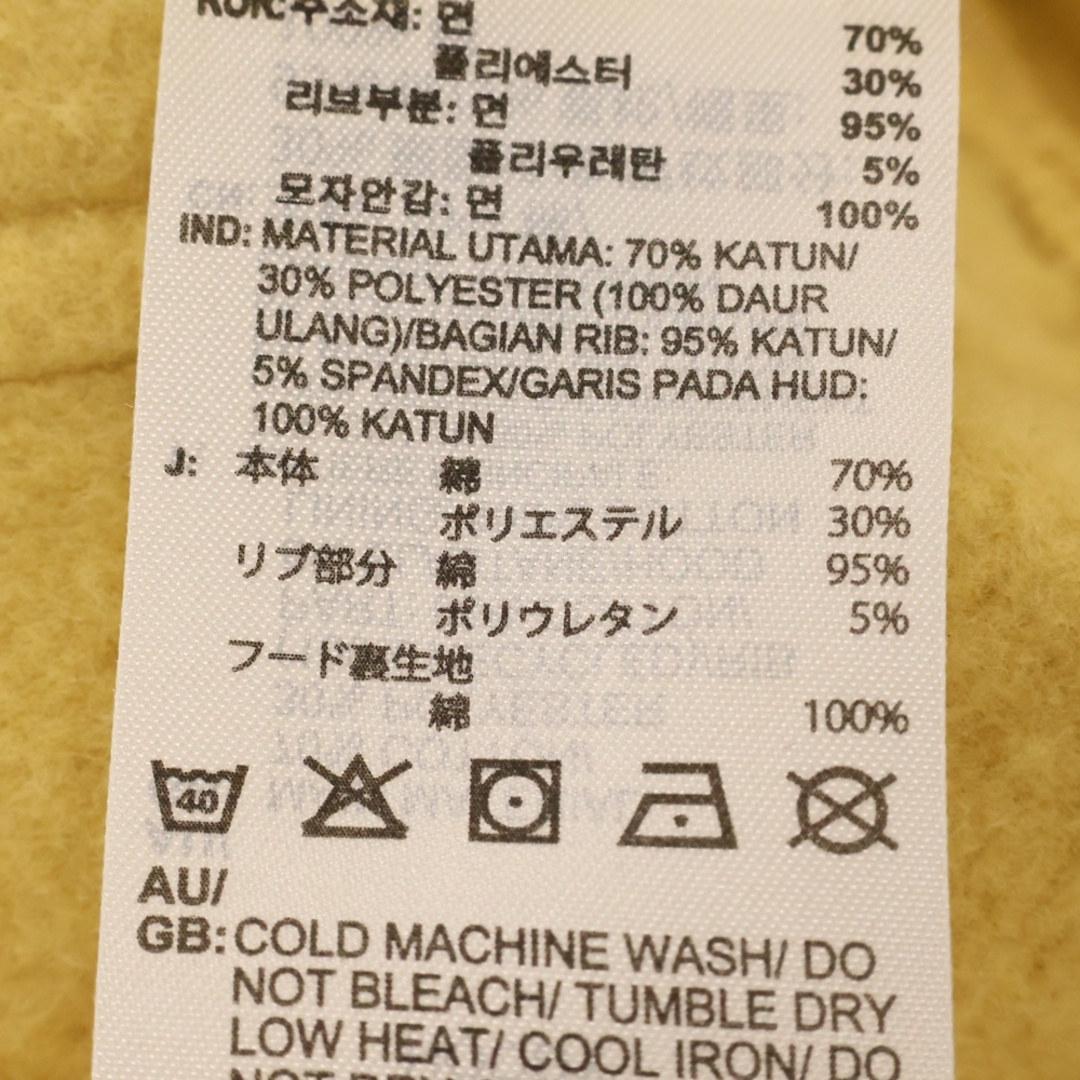 KOR: 주소재: 면 70%
폴리에스터 30%
리브부분: 면 95%
폴리우레탄 5%
모자안감: 면 100%
IND: MATERIAL UTAMA: 70% KATUN/
30% POLYESTER (100% DAUR
ULANG)/BAGIAN RIB: 95% KATUN/
5% SPANDEX/GARIS PADA HUD:
100% KATUN
J: 本体 綿 70%
ポリエステル 30%
リブ部分 綿 95%
ポリウレタン 5%
フード裏生地
綿 100%
40
AU/
GB: COLD MACHINE WASH/ DO
NOT BLEACH/ TUMBLE DRY
LOW HEAT/ COOL IRON/ DO